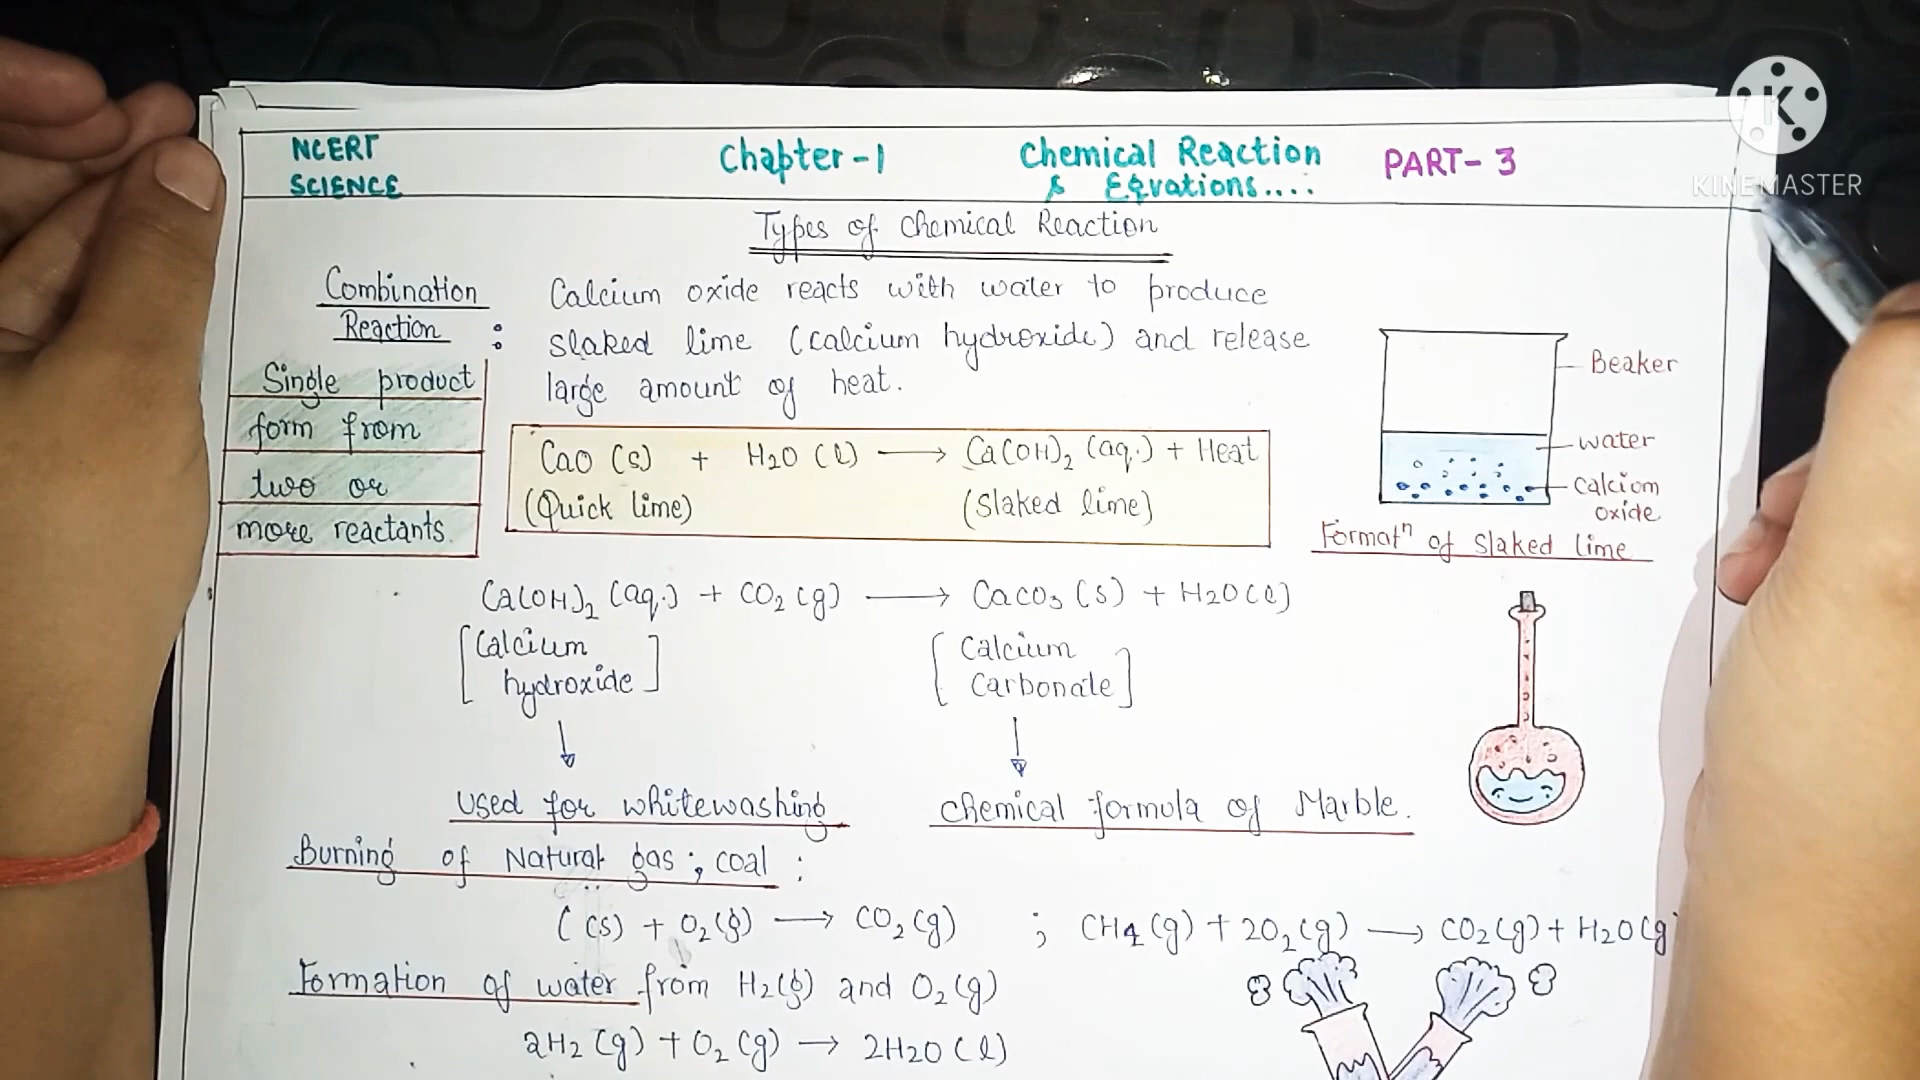 NCERT
SCIENCE
Chapter-1
Chemical Reaction
& Equations....
PART-3
K
KINEMASTER
Types of Chemical Reaction
Combination
Reaction :
Single product
form from
two or
more reactants.
Calcium oxide reacts with water to produce
slaked lime (calcium hydroxide) and release
large amount of heat.
CaO (s) + H2O (l) ⟶ Ca(OH)₂ (aq.) + Heat
(Quick lime) (Slaked lime)
Beaker
water
calcium
oxide
Formatⁿ of slaked lime
Ca(OH)₂ (aq.) + CO₂ (g) ⟶ CaCO₃ (s) + H2O(l)
[Calcium
hydroxide]
[Calcium
Carbonate]
↓ ↓
Used for whitewashing
chemical formula of Marble.
Burning of Natural gas ; coal :
C(s) + O₂(g) ⟶ CO₂(g) ; CH4(g) + 2O₂(g) ⟶ CO₂(g) + H2O(g
Formation of water from H₂(g) and O₂(g)
2H₂ (g) + O₂ (g) → 2H2O (l)